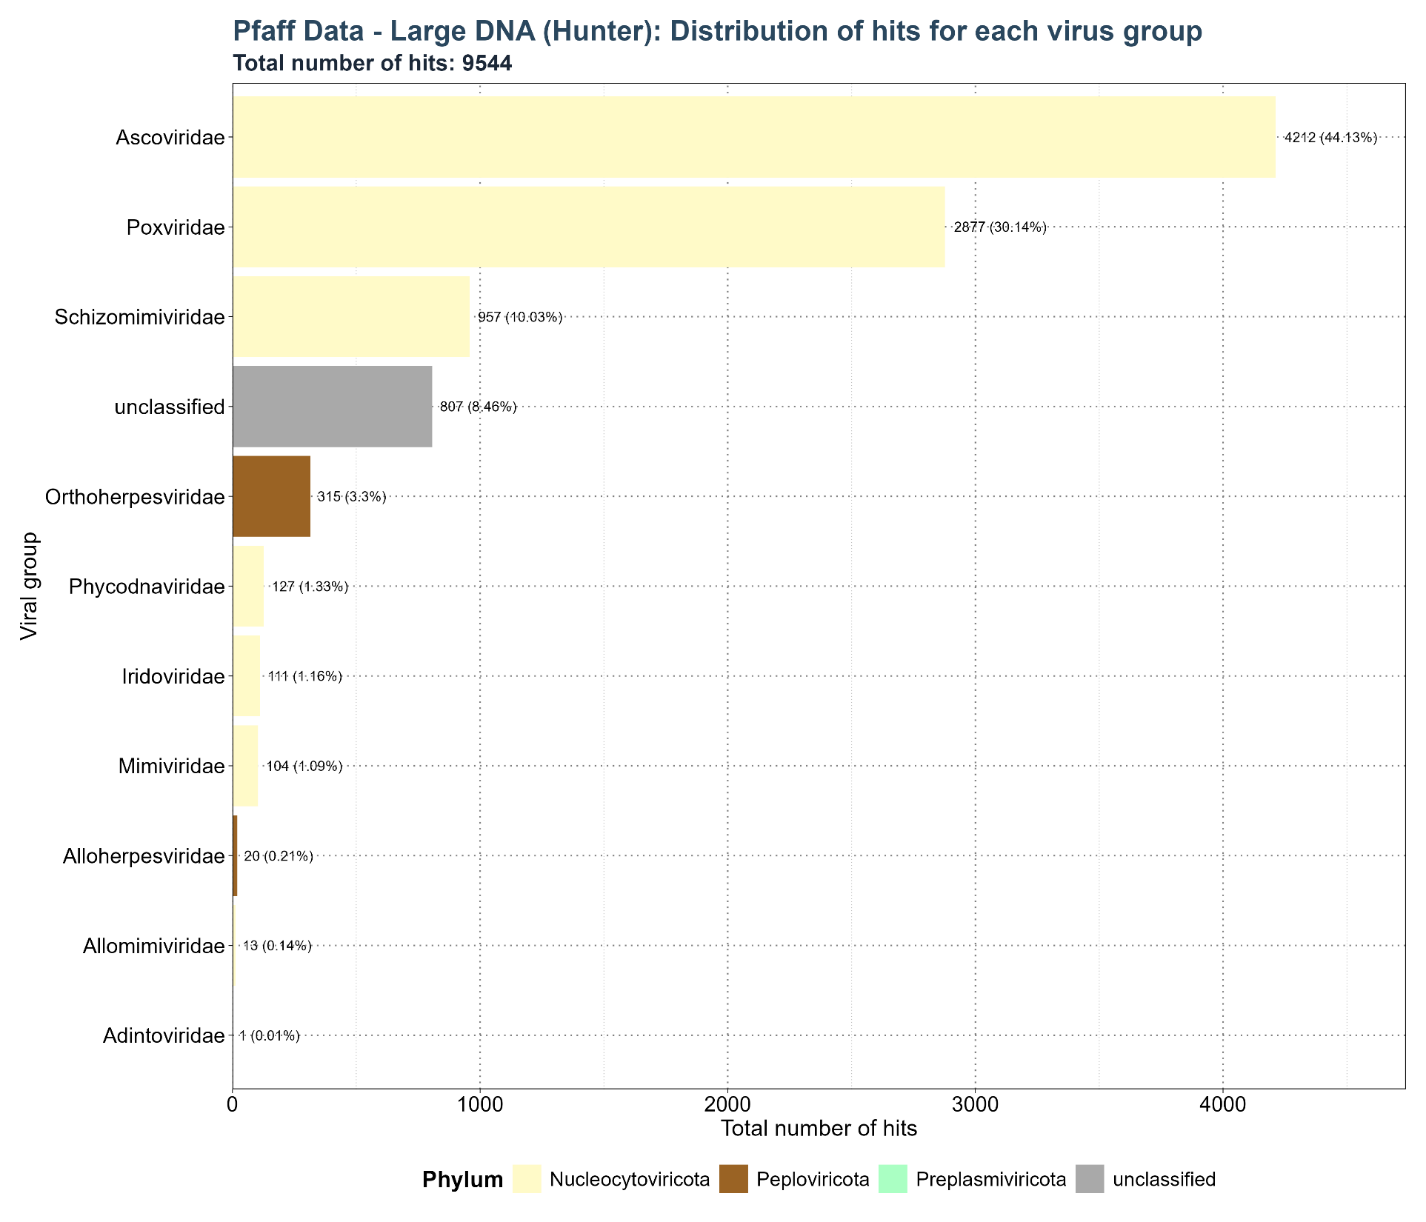 Pfaff Data - Large DNA (Hunter): Distribution of hits for each virus group
Total number of hits: 9544
Viral group
Ascoviridae 4212 (44.13%)
Poxviridae 2877 (30.14%)
Schizomimiviridae 957 (10.03%)
unclassified 807 (8.46%)
Orthoherpesviridae 315 (3.3%)
Phycodnaviridae 127 (1.33%)
Iridoviridae 111 (1.16%)
Mimiviridae 104 (1.09%)
Alloherpesviridae 20 (0.21%)
Allomimiviridae 13 (0.14%)
Adintoviridae 1 (0.01%)
0 1000 2000 3000 4000
Total number of hits
Phylum Nucleocytoviricota Peploviricota Preplasmiviricota unclassified